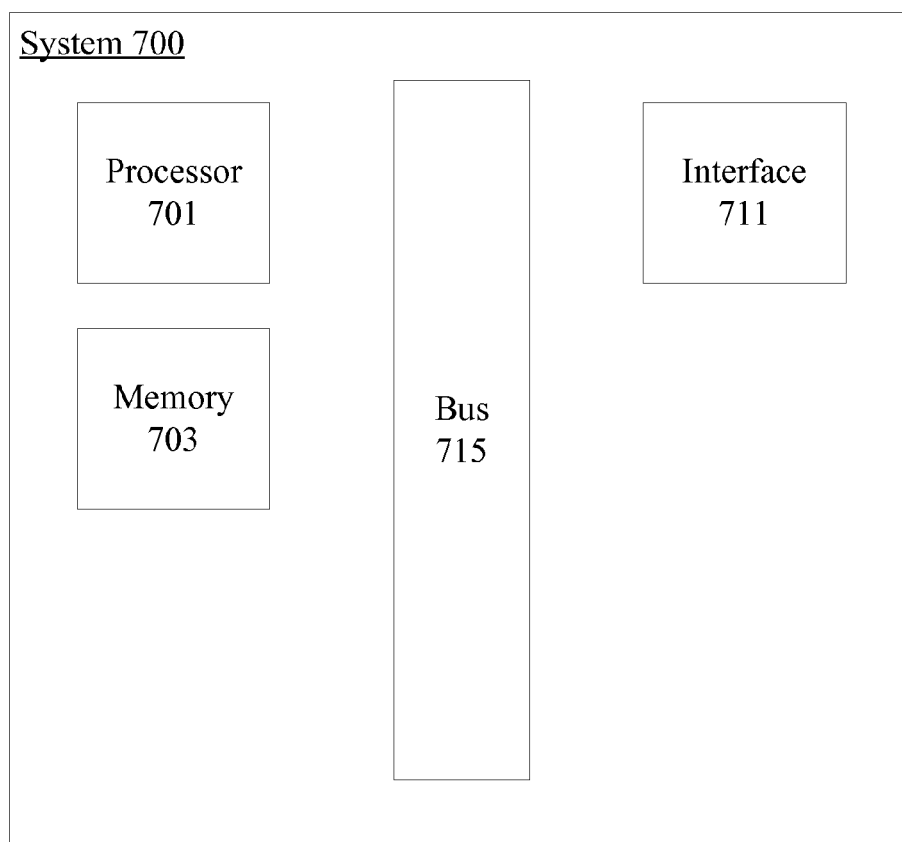 System 700
Processor
701
Interface
711
Memory
703
Bus
715